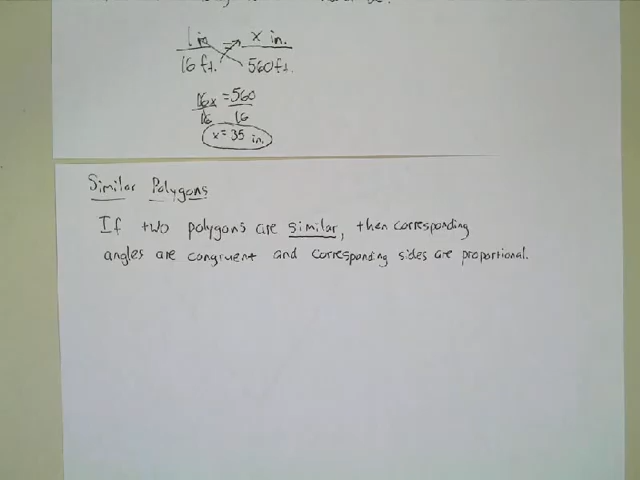 1 in = x in.
16 ft. 560 ft.
16x = 560
16 16
x = 35 in.
Similar Polygons
If two polygons are similar, then corresponding
angles are congruent and corresponding sides are proportional.